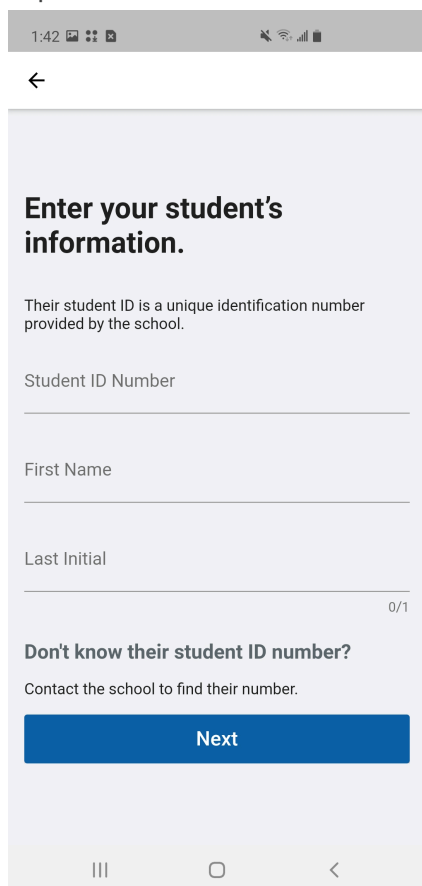 1:42
Enter your student's
information.
Their student ID is a unique identification number
provided by the school.
Student ID Number
First Name
Last Initial
0/1
Don't know their student ID number?
Contact the school to find their number.
Next